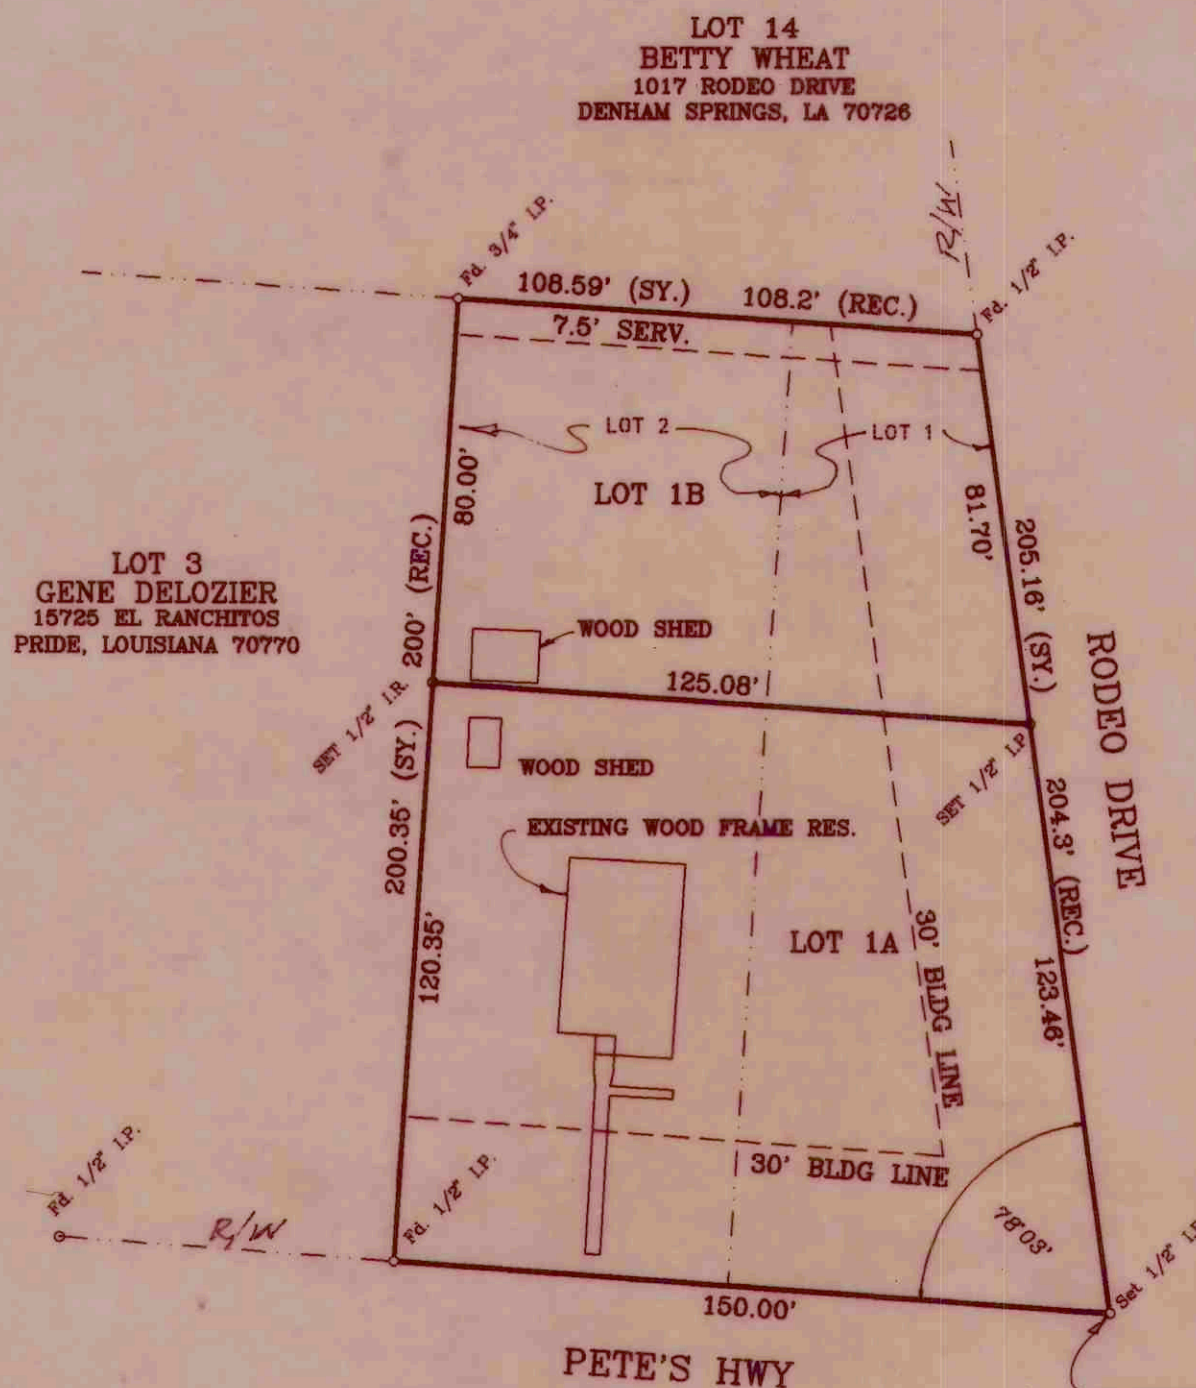 LOT 14
BETTY WHEAT
1017 RODEO DRIVE
DENHAM SPRINGS, LA 70726
R/W
Fd. 3/4" I.P.
Fd. 1/2" I.P.
108.59' (SY.) 108.2' (REC.)
7.5' SERV.
LOT 2
LOT 1
LOT 1B
80.00'
81.70'
200' (REC.)
205.16' (SY.)
LOT 3
GENE DELOZIER
15725 EL RANCHITOS
PRIDE, LOUISIANA 70770
WOOD SHED
125.08'
SET 1/2" I.R.
RODEO DRIVE
WOOD SHED
SET 1/2" I.P
200.35' (SY.)
204.3' (REC.)
EXISTING WOOD FRAME RES.
LOT 1A
120.35'
30' BLDG LINE
123.46'
30' BLDG LINE
Fd. 1/2" I.P.
R/W
Fd. 1/2" I.P.
78°03'
Set 1/2" I.P.
150.00'
PETE'S HWY